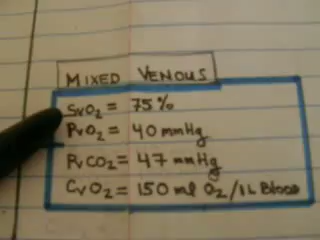 MIXED VENOUS
SvO₂ = 75%
PvO₂ = 40 mmHg
PvCO₂ = 47 mmHg
CvO₂ = 150 ml O₂/1L Blood